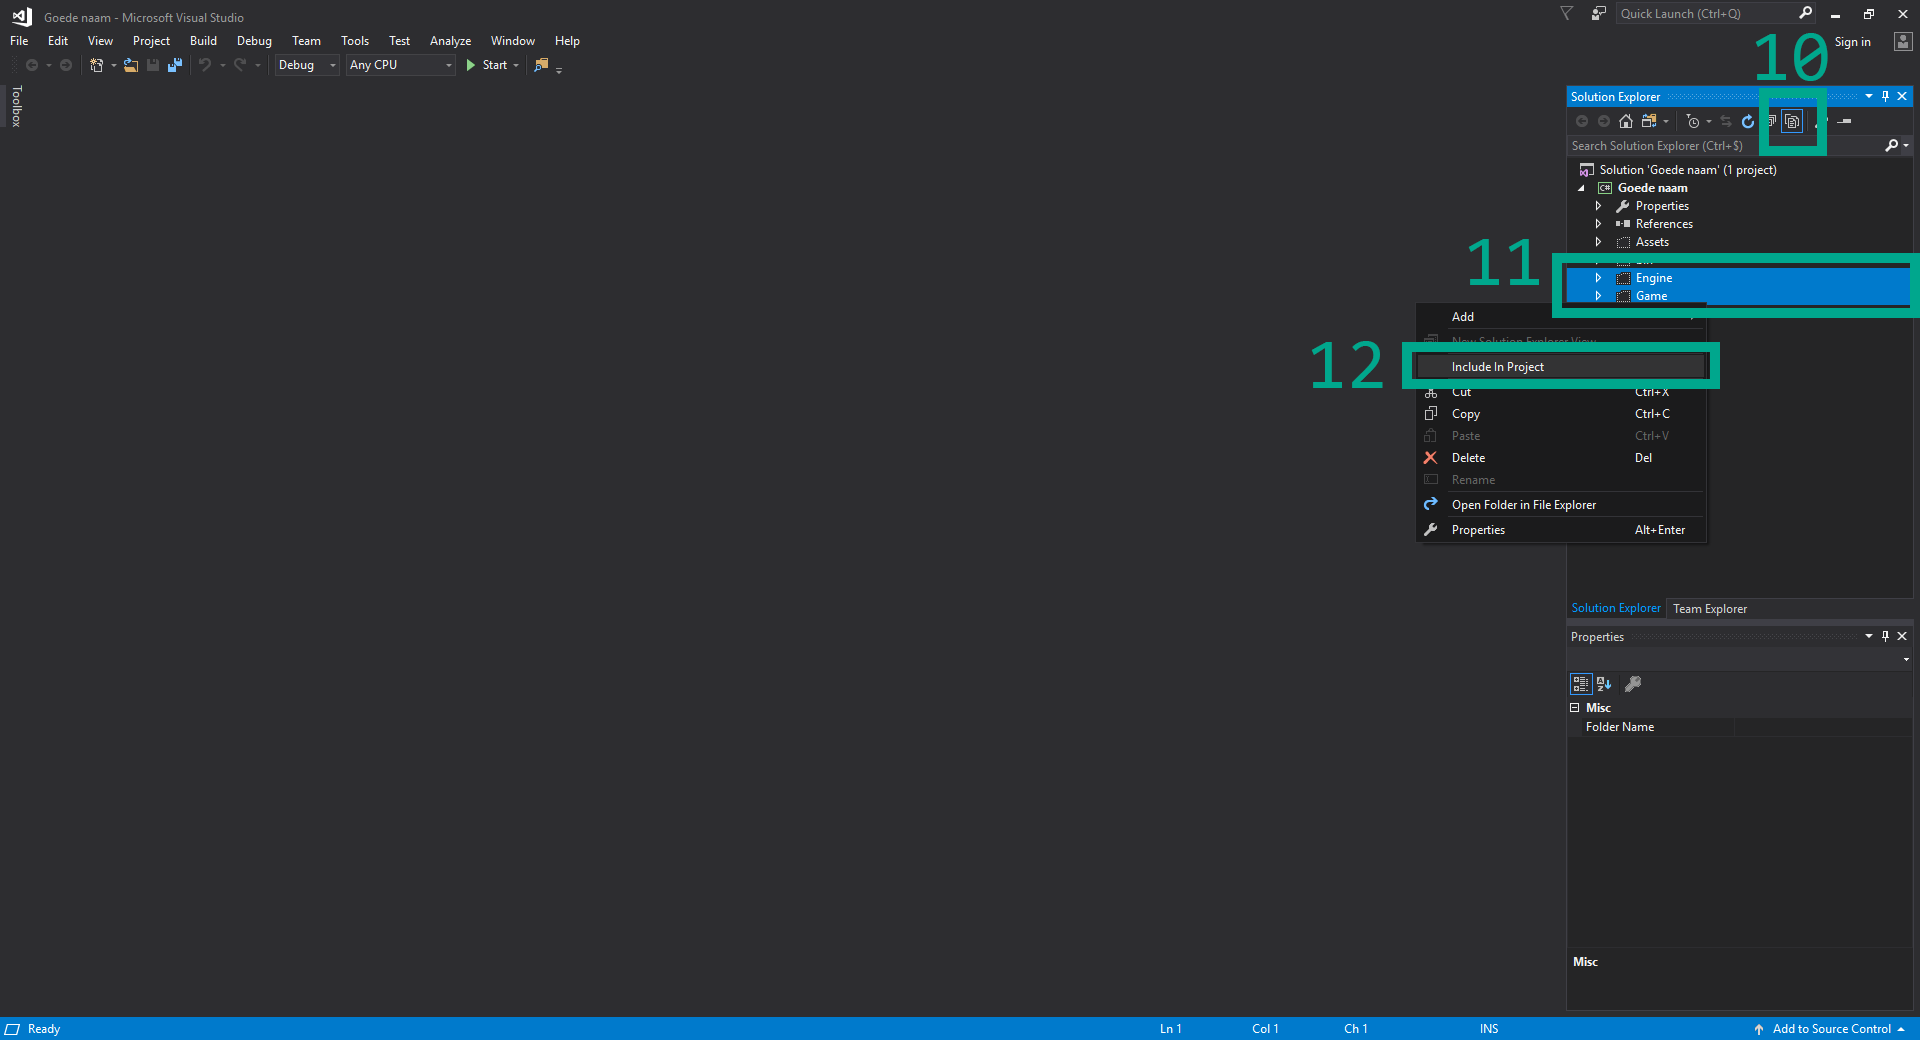 Goede naam - Microsoft Visual Studio
Quick Launch (Ctrl+Q)
File Edit View Project Build Debug Team Tools Test Analyze Window Help
Sign in
Debug Any CPU Start
Toolbox
10
Solution Explorer
Search Solution Explorer (Ctrl+$)
Solution 'Goede naam' (1 project)
C# Goede naam
Properties
References
Assets
11
Engine
Game
Add
New Solution Explorer View
12
Include In Project
Cut Ctrl+X
Copy Ctrl+C
Paste Ctrl+V
Delete Del
Rename
Open Folder in File Explorer
Properties Alt+Enter
Solution Explorer Team Explorer
Properties
Misc
Folder Name
Misc
Ready Ln 1 Col 1 Ch 1 INS Add to Source Control